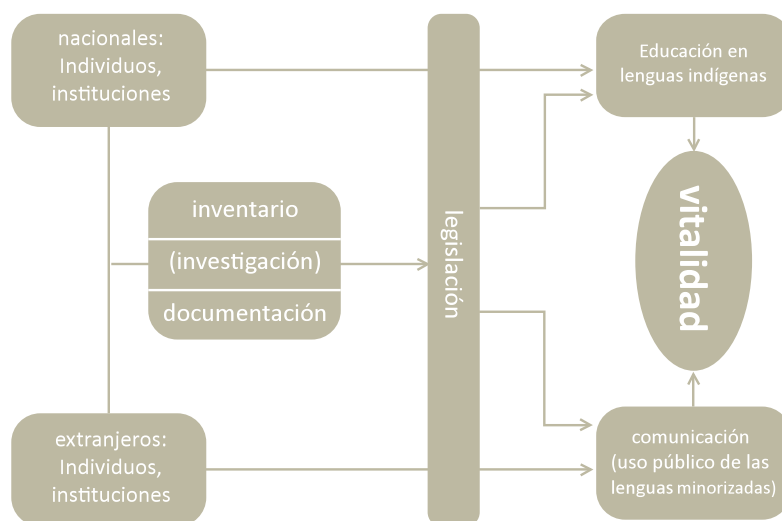 nacionales:
Individuos,
instituciones
Educación en
lenguas indígenas
inventario
(investigación)
documentación
legislación
vitalidad
extranjeros:
Individuos,
instituciones
comunicación
(uso público de las
lenguas minorizadas)